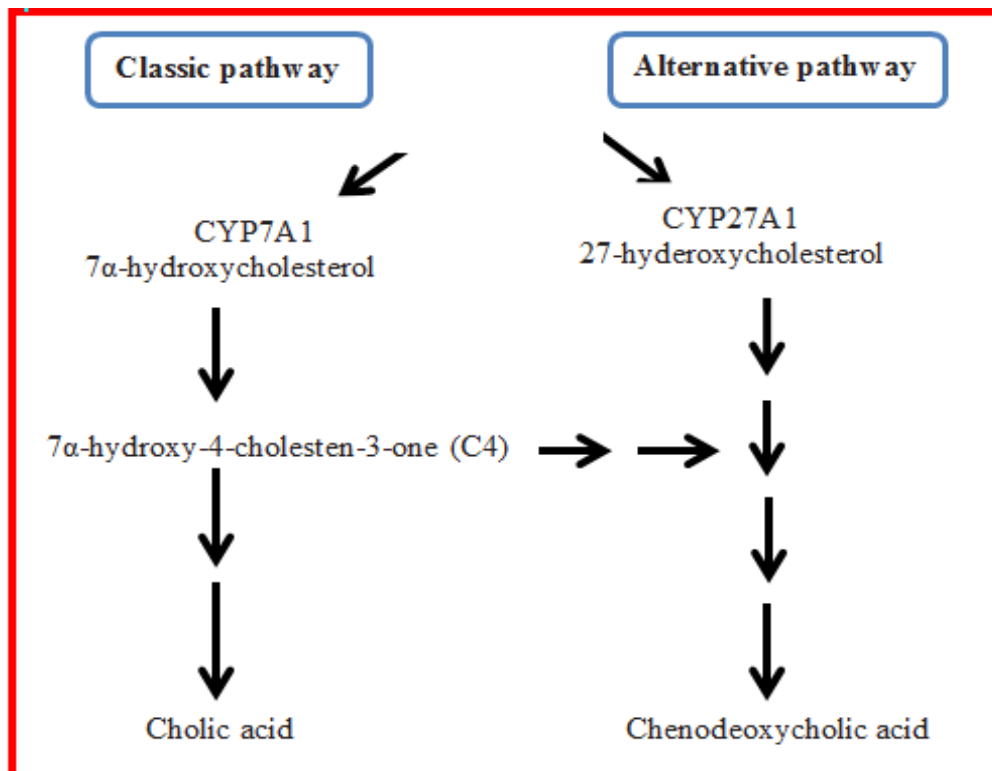 Classic pathway
Alternative pathway
CYP7A1
7α-hydroxycholesterol
CYP27A1
27-hyderoxycholesterol
7α-hydroxy-4-cholesten-3-one (C4)
Cholic acid
Chenodeoxycholic acid